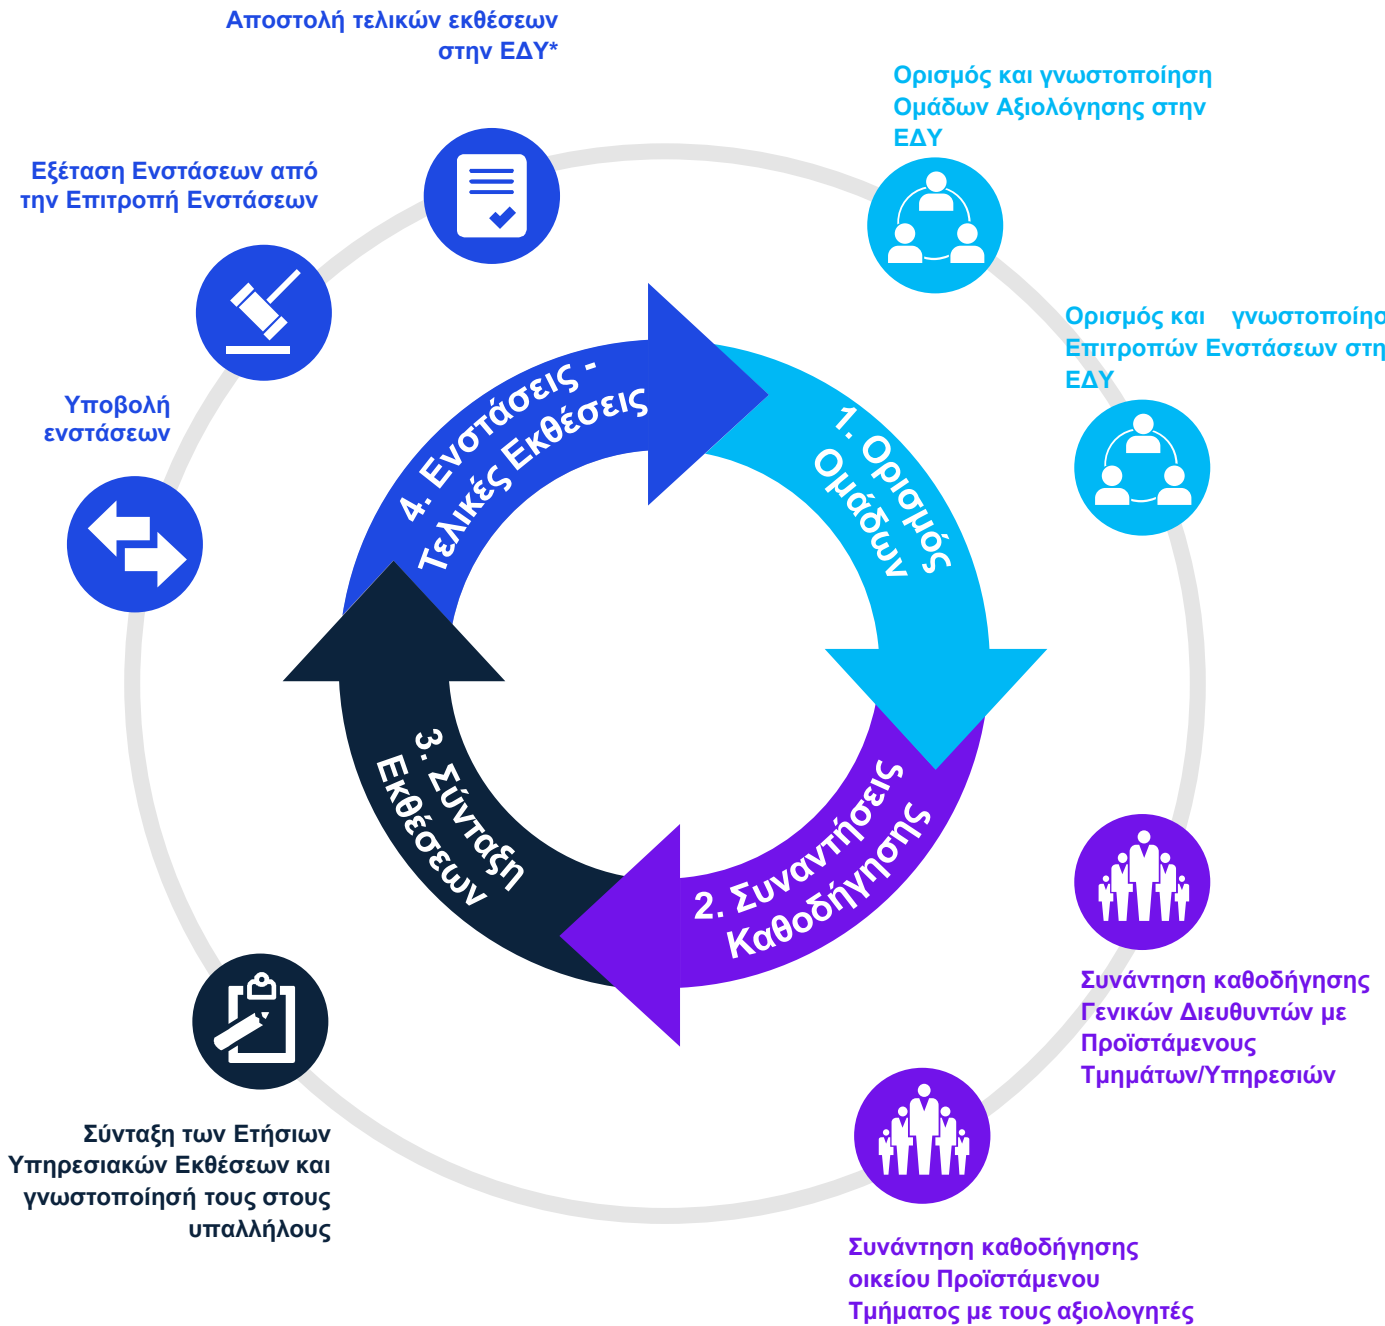 Αποστολή τελικών εκθέσεων
στην ΕΔΥ*
Ορισμός και γνωστοποίηση
Ομάδων Αξιολόγησης στην
ΕΔΥ
Εξέταση Ενστάσεων από
την Επιτροπή Ενστάσεων
Ορισμός και γνωστοποίησ
Επιτροπών Ενστάσεων στη
ΕΔΥ
Υποβολή
ενστάσεων
1. Ορισμός
Ομάδων
2. Συναντήσεις
Καθοδήγησης
3. Σύνταξη
Εκθέσεων
4. Ενστάσεις -
Τελικές Εκθέσεις
Συνάντηση καθοδήγησης
Γενικών Διευθυντών με
Προϊστάμενους
Τμημάτων/Υπηρεσιών
Συνάντηση καθοδήγησης
οικείου Προϊστάμενου
Τμήματος με τους αξιολογητές
Σύνταξη των Ετήσιων
Υπηρεσιακών Εκθέσεων και
γνωστοποίησή τους στους
υπαλλήλους